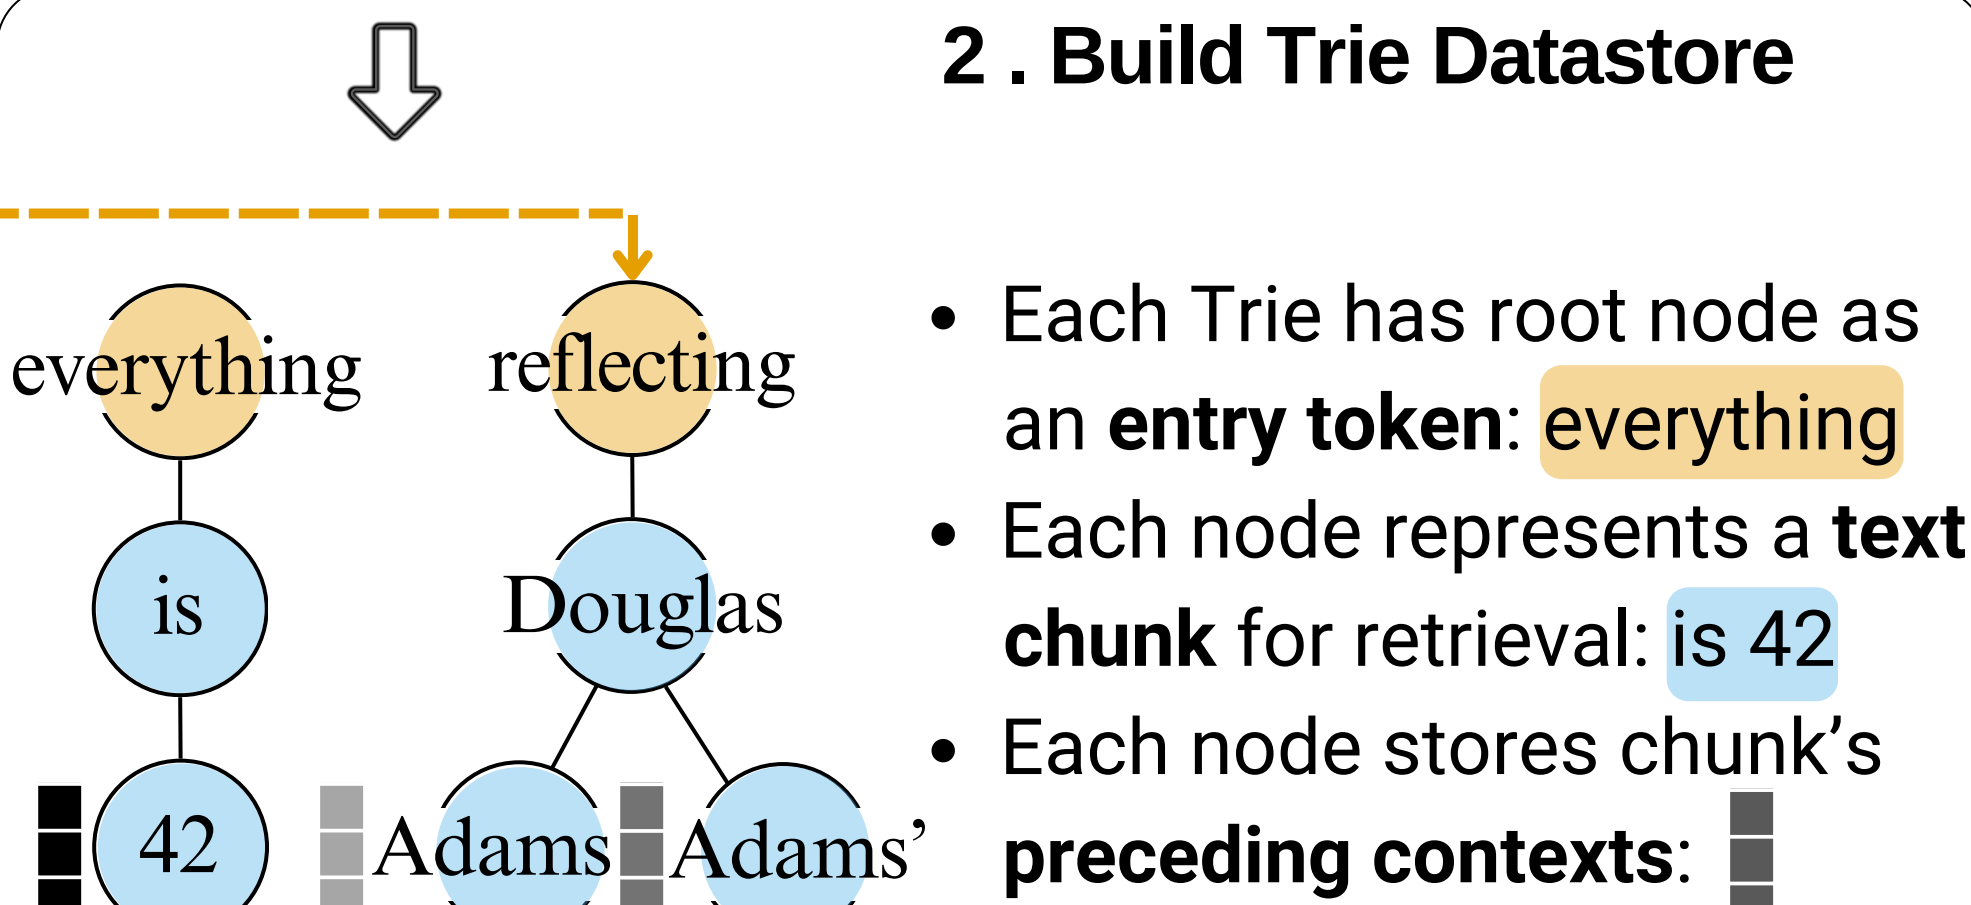 2 . Build Trie Datastore
everything
reflecting
is
Douglas
42
Adams
Adams’
• Each Trie has root node as
an entry token: everything
• Each node represents a text
chunk for retrieval: is 42
• Each node stores chunk’s
preceding contexts: